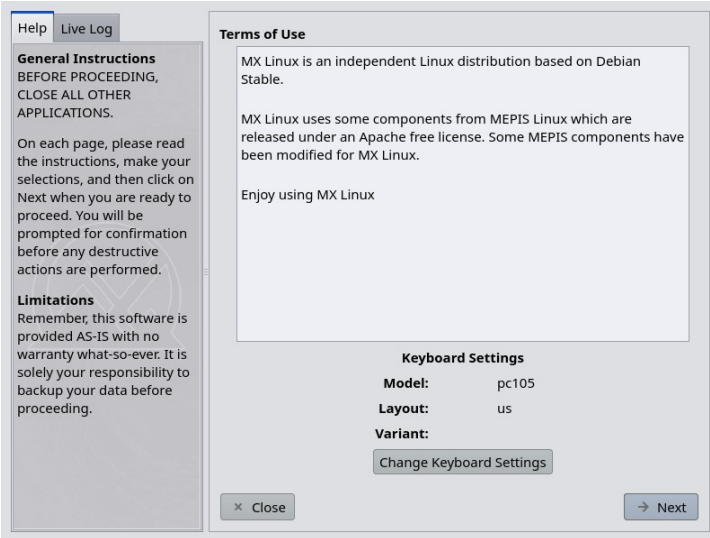 Help
Live Log
General Instructions
BEFORE PROCEEDING,
CLOSE ALL OTHER
APPLICATIONS.
On each page, please read
the instructions, make your
selections, and then click on
Next when you are ready to
proceed. You will be
prompted for confirmation
before any destructive
actions are performed.
Limitations
Remember, this software is
provided AS-IS with no
warranty what-so-ever. It is
solely your responsibility to
backup your data before
proceeding.
Terms of Use
MX Linux is an independent Linux distribution based on Debian
Stable.
MX Linux uses some components from MEPIS Linux which are
released under an Apache free license. Some MEPIS components have
been modified for MX Linux.
Enjoy using MX Linux
Keyboard Settings
Model: pc105
Layout: us
Variant:
Change Keyboard Settings
Close
Next